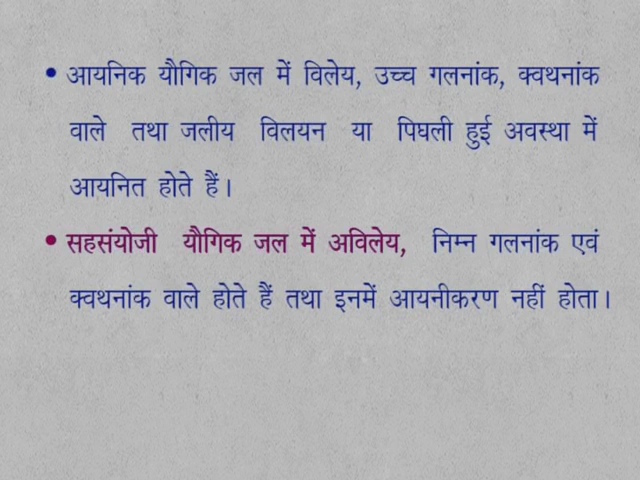 • आयनिक यौगिक जल में विलेय, उच्च गलनांक, क्वथनांक
वाले तथा जलीय विलयन या पिघली हुई अवस्था में
आयनित होते हैं।
• सहसंयोजी यौगिक जल में अविलेय, निम्न गलनांक एवं
क्वथनांक वाले होते हैं तथा इनमें आयनीकरण नहीं होता।